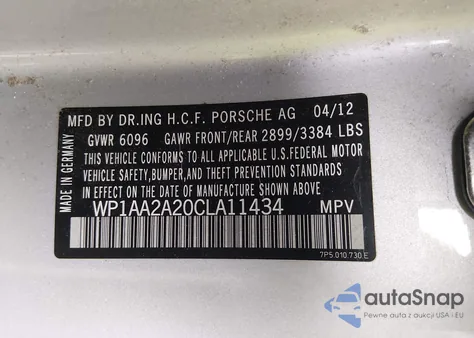 MFD BY DR.ING H.C.F. PORSCHE AG 04/12
GVWR 6096 GAWR FRONT/REAR 2899/3384 LBS
THIS VEHICLE CONFORMS TO ALL APPLICABLE U.S.FEDERAL MOTOR
VEHICLE SAFETY,BUMPER,AND THEFT PREVENTION STANDARDS
IN EFFECT ON THE DATE OF MANUFACTURE SHOWN ABOVE
WP1AA2A20CLA11434 MPV
7P5.010.730 E
MADE IN GERMANY
autoSnap
Pewne auta z aukcji USA i EU